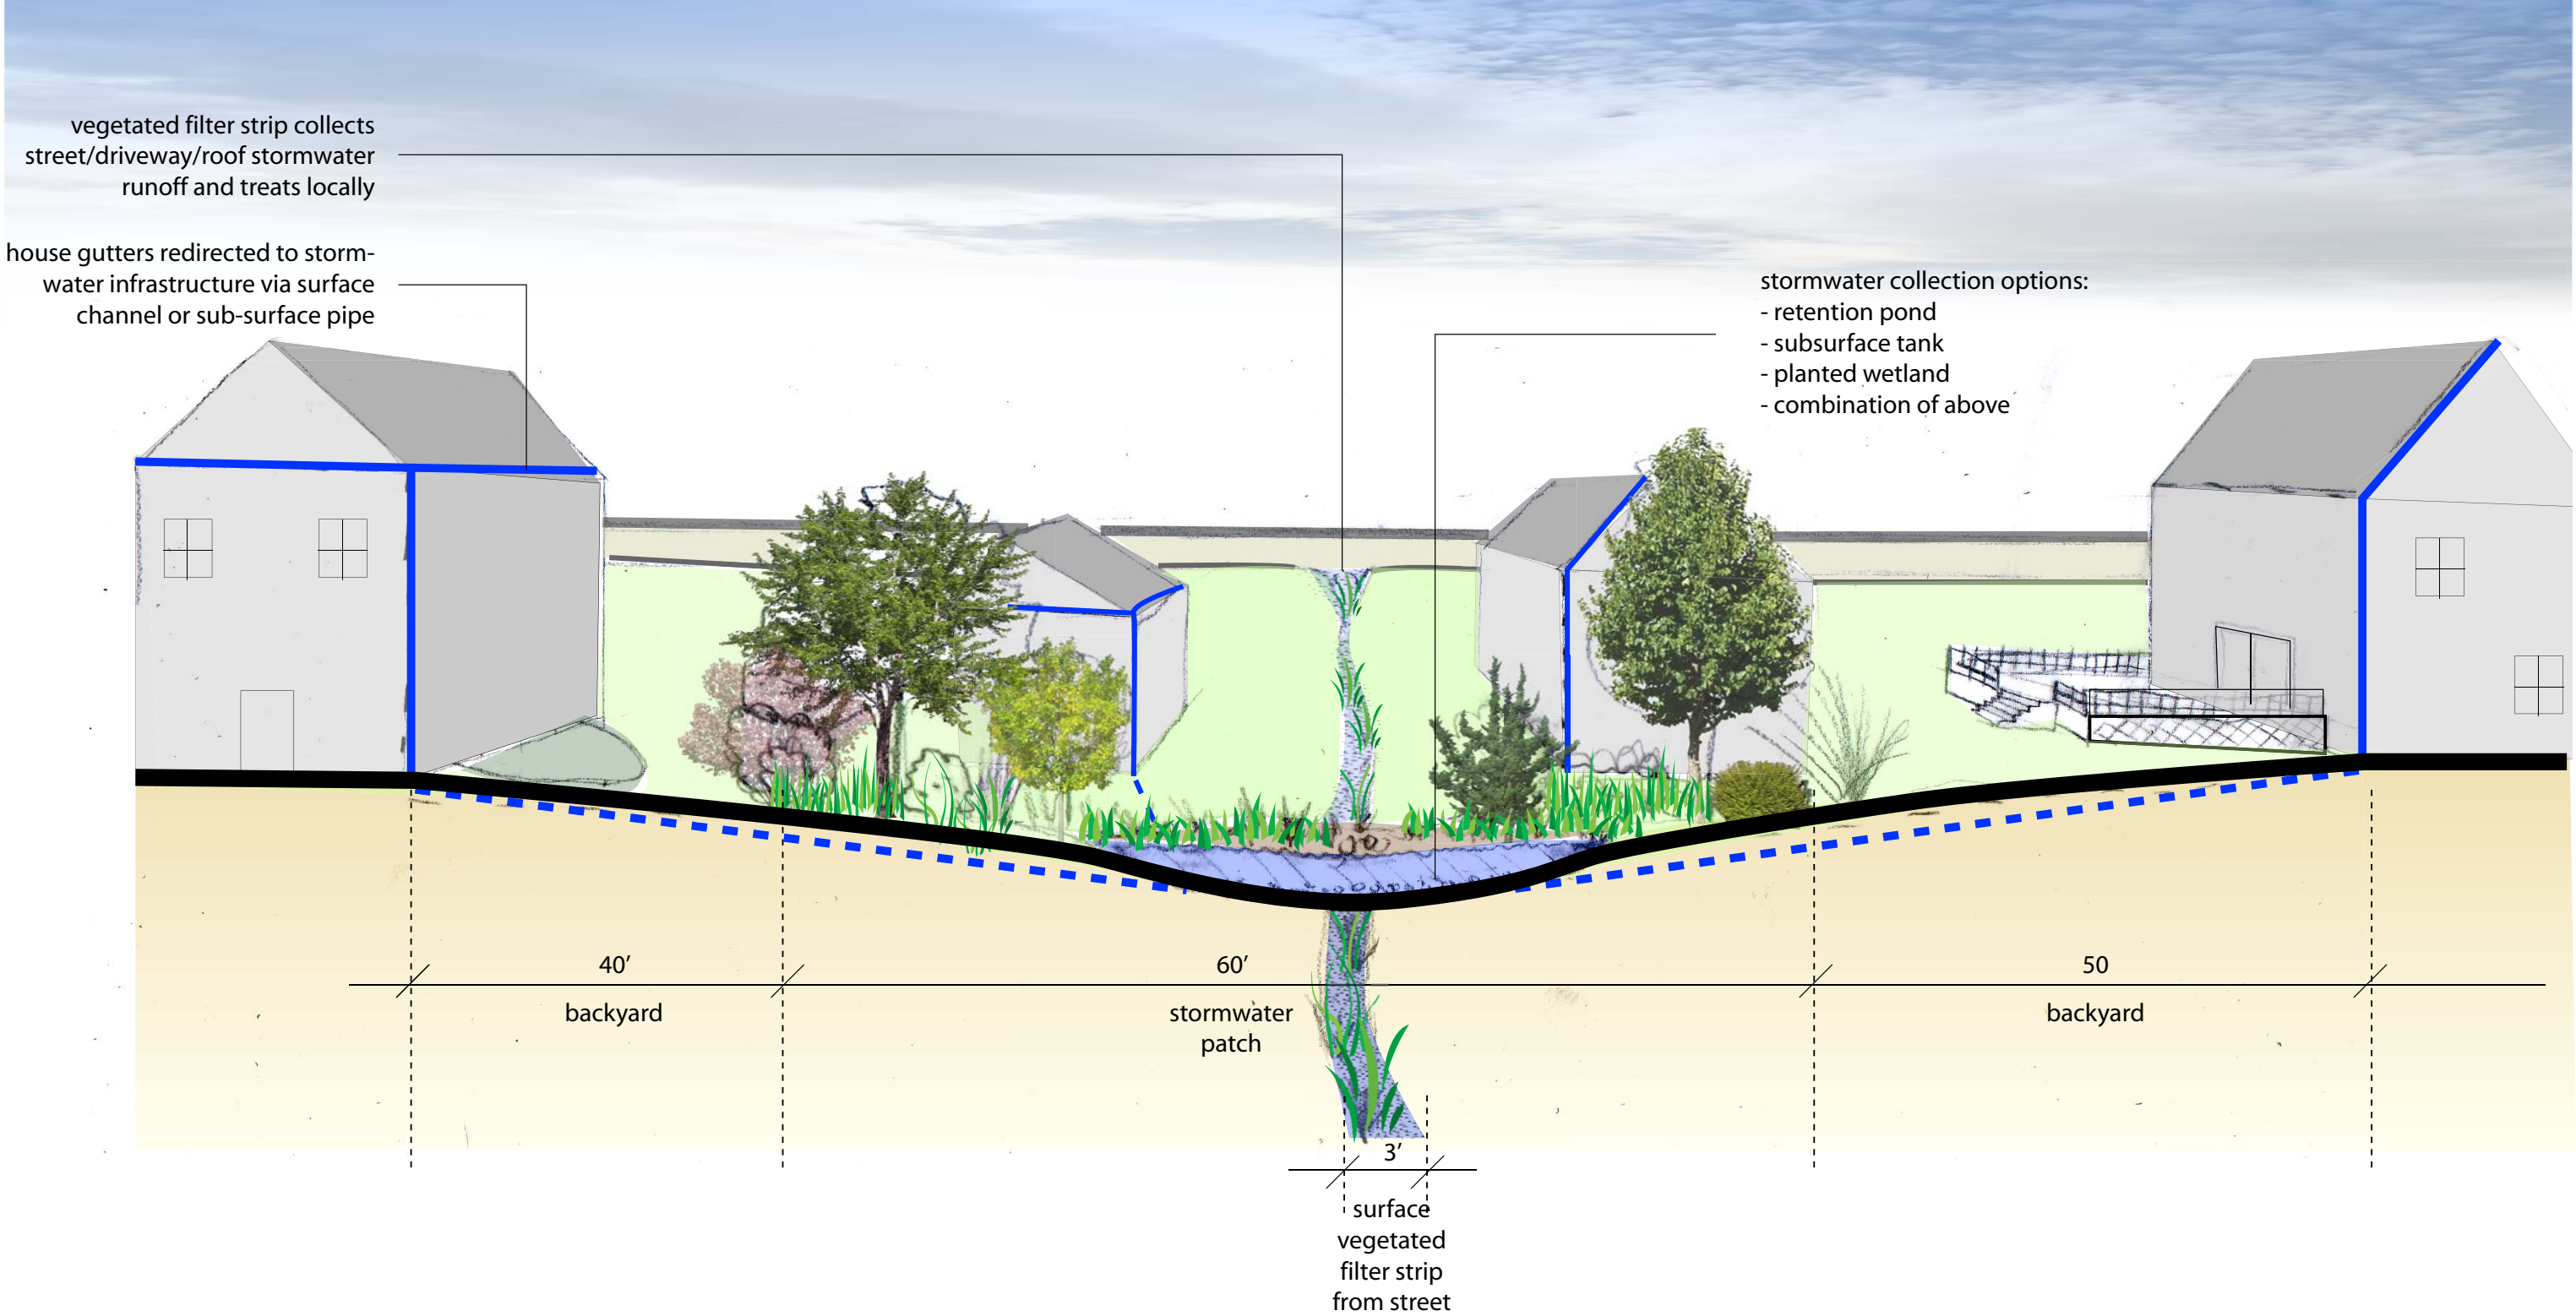 vegetated filter strip collects
street/driveway/roof stormwater
runoff and treats locally
house gutters redirected to storm-
water infrastructure via surface
channel or sub-surface pipe
stormwater collection options:
- retention pond
- subsurface tank
- planted wetland
- combination of above
40’
60’
50
backyard
stormwater
patch
backyard
3’
surface
vegetated
filter strip
from street